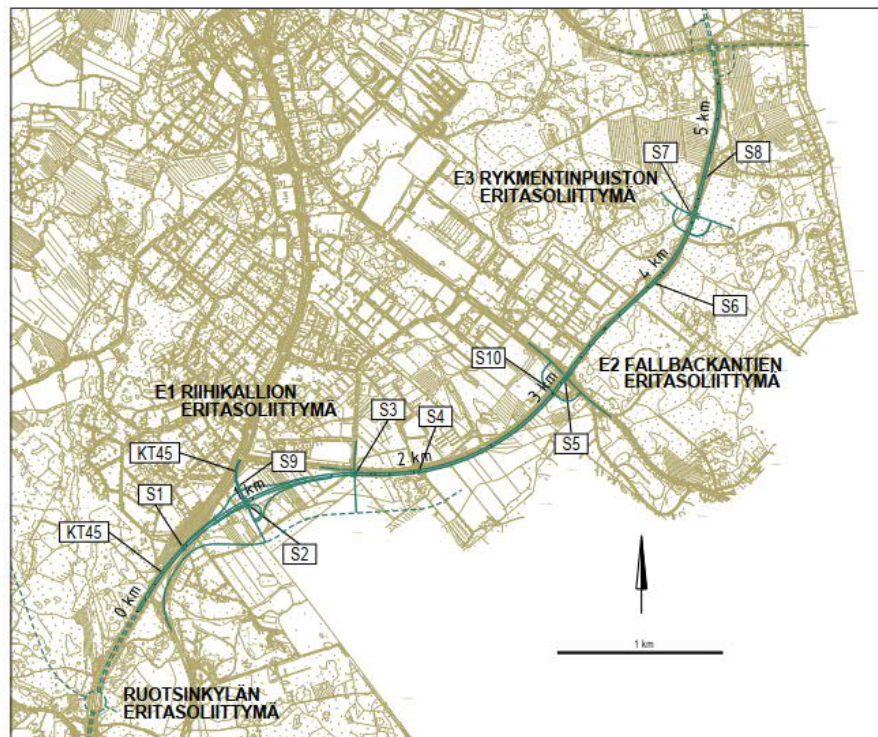 5 km
S7
S8
E3 RYKMENTINPUISTON
ERITASOLIITTYMÄ
4 km
S6
S10
E2 FALLBACKANTIEN
ERITASOLIITTYMÄ
3 km
E1 RIIHIKALLION
ERITASOLIITTYMÄ
S3
S4
S5
KT45
S9
2 km
1 km
S1
KT45
S2
0 km
1 km
RUOTSINKYLÄN
ERITASOLIITTYMÄ